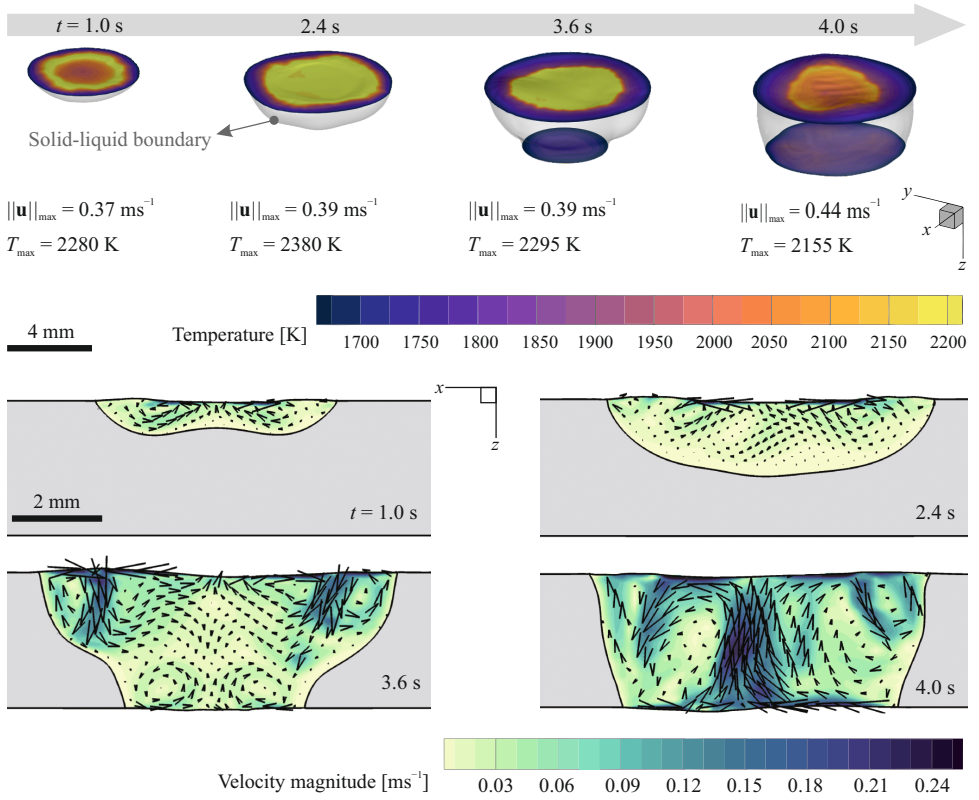 t = 1.0 s 2.4 s 3.6 s 4.0 s
Solid-liquid boundary
||u||max = 0.37 ms⁻¹ ||u||max = 0.39 ms⁻¹ ||u||max = 0.39 ms⁻¹ ||u||max = 0.44 ms⁻¹
Tmax = 2280 K Tmax = 2380 K Tmax = 2295 K Tmax = 2155 K
y
x
z
4 mm
Temperature [K]
1700 1750 1800 1850 1900 1950 2000 2050 2100 2150 2200
x
z
2 mm
t = 1.0 s
2.4 s
3.6 s
4.0 s
Velocity magnitude [ms⁻¹]
0.03 0.06 0.09 0.12 0.15 0.18 0.21 0.24